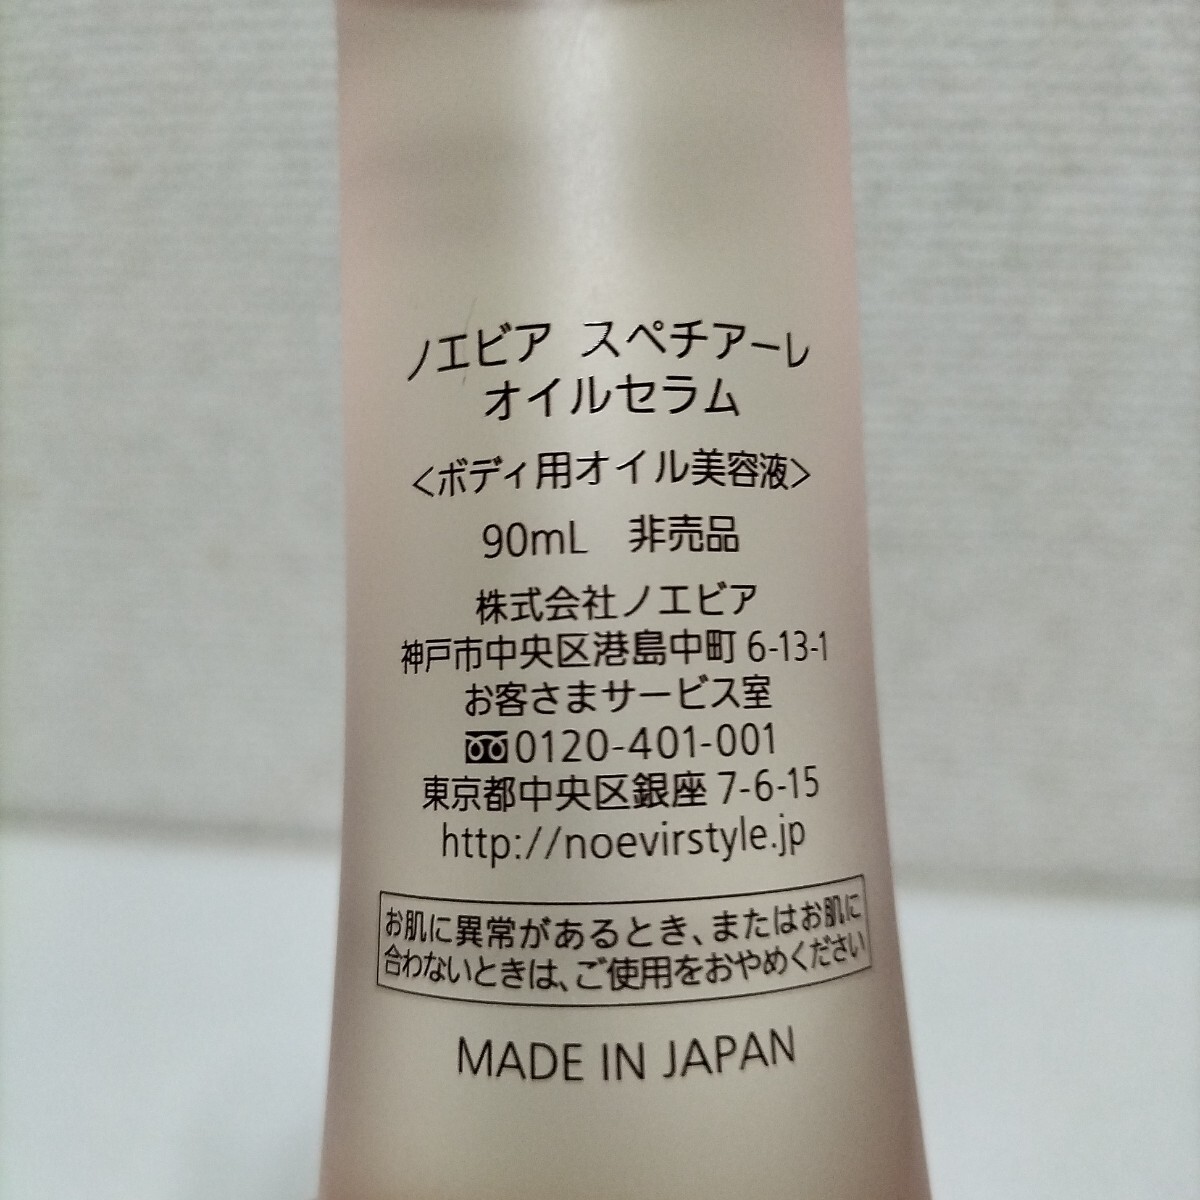 ノエビア スペチアーレ
オイルセラム
<ボディ用オイル美容液>
90mL 非売品
株式会社ノエビア
神戸市中央区港島中町 6-13-1
お客さまサービス室
0120-401-001
東京都中央区銀座 7-6-15
http://noevirstyle.jp
お肌に異常があるとき、またはお肌に
合わないときは、ご使用をおやめください
MADE IN JAPAN